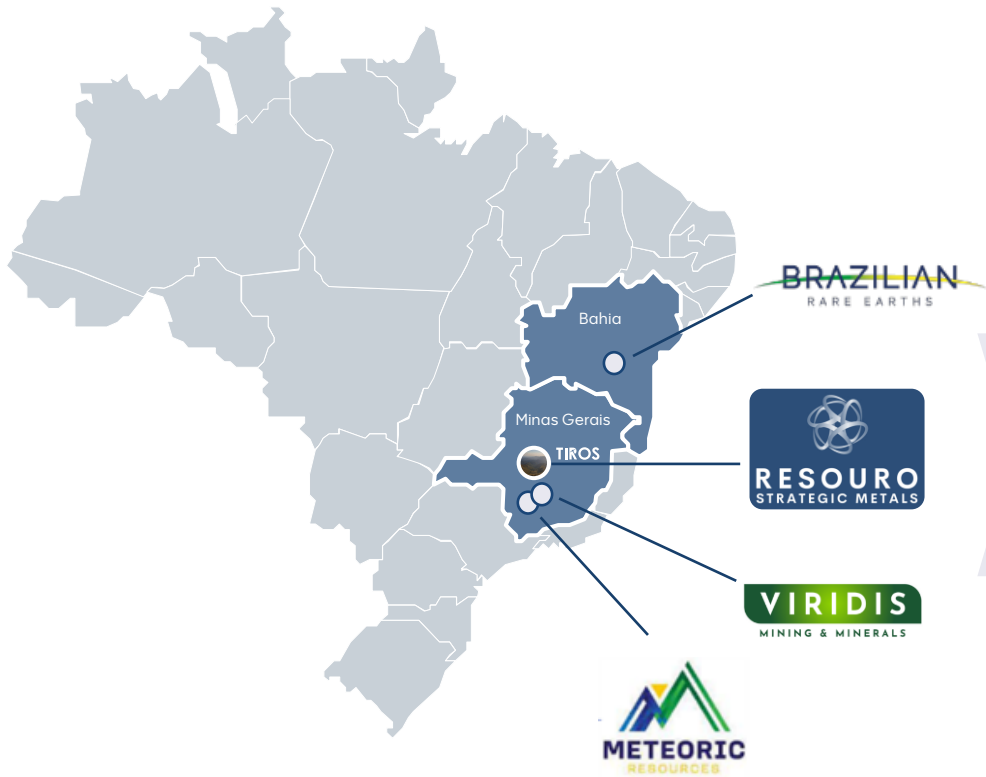 BRAZILIAN
RARE EARTHS
Bahia
Minas Gerais
TIROS
RESOURO
STRATEGIC METALS
VIRIDIS
MINING & MINERALS
METEORIC
RESOURCES